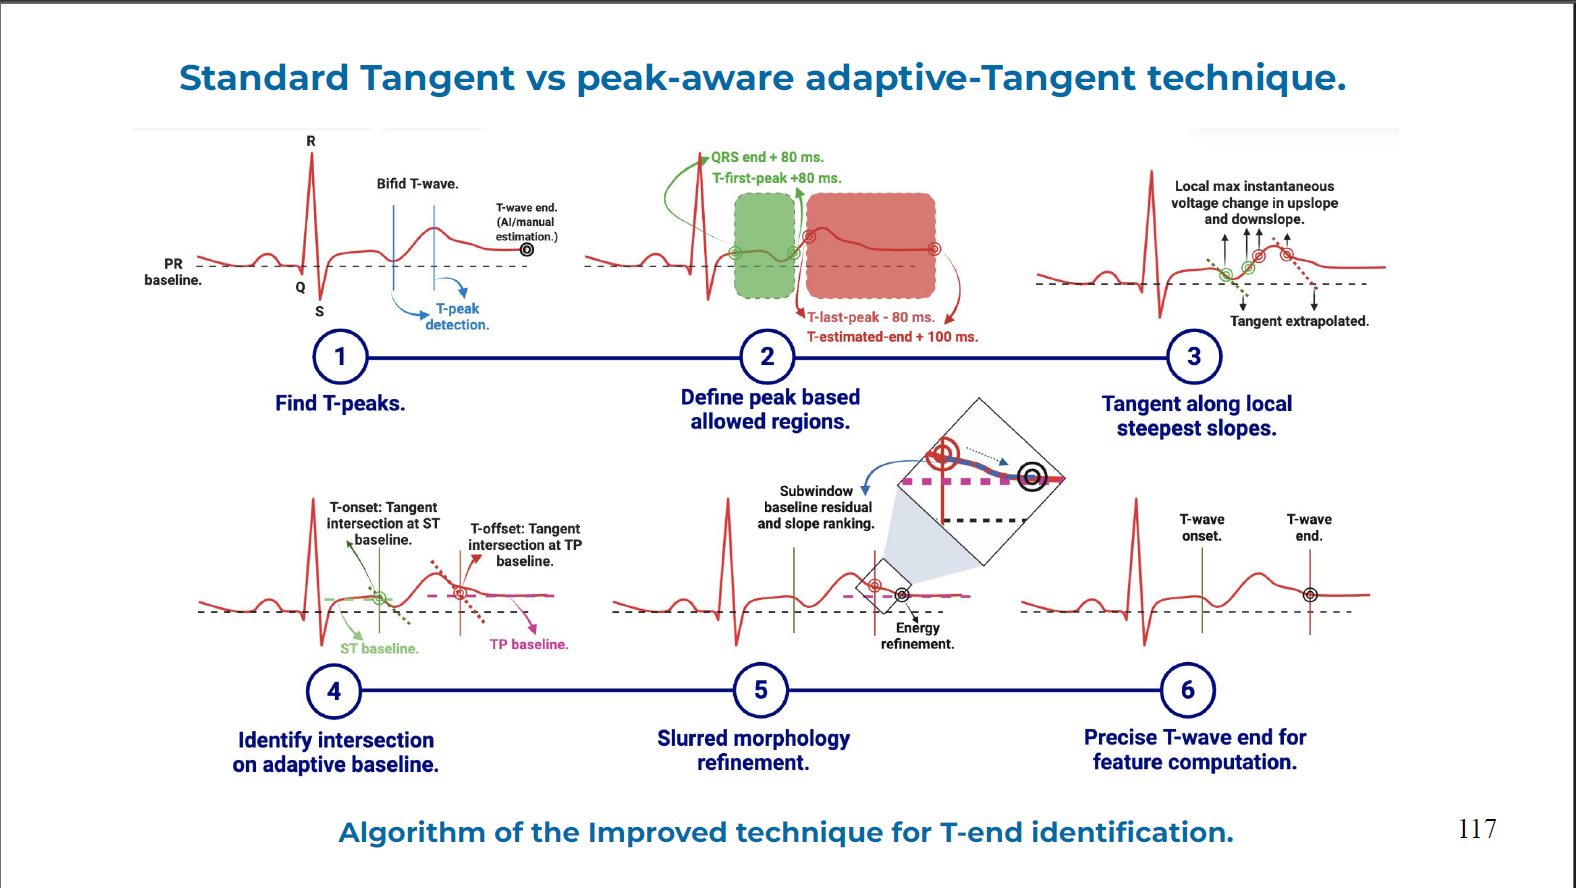 Standard Tangent vs peak-aware adaptive-Tangent technique.
R
Bifid T-wave.
T-wave end.
(AI/manual
estimation.)
PR
baseline.
Q
S
T-peak
detection.
1
Find T-peaks.
QRS end + 80 ms.
T-first-peak +80 ms.
T-last-peak - 80 ms.
T-estimated-end + 100 ms.
2
Define peak based
allowed regions.
Local max instantaneous
voltage change in upslope
and downslope.
Tangent extrapolated.
3
Tangent along local
steepest slopes.
T-onset: Tangent
intersection at ST
baseline.
T-offset: Tangent
intersection at TP
baseline.
ST baseline.
TP baseline.
4
Identify intersection
on adaptive baseline.
Subwindow
baseline residual
and slope ranking.
Energy
refinement.
5
Slurred morphology
refinement.
T-wave
onset.
T-wave
end.
6
Precise T-wave end for
feature computation.
Algorithm of the Improved technique for T-end identification.
117